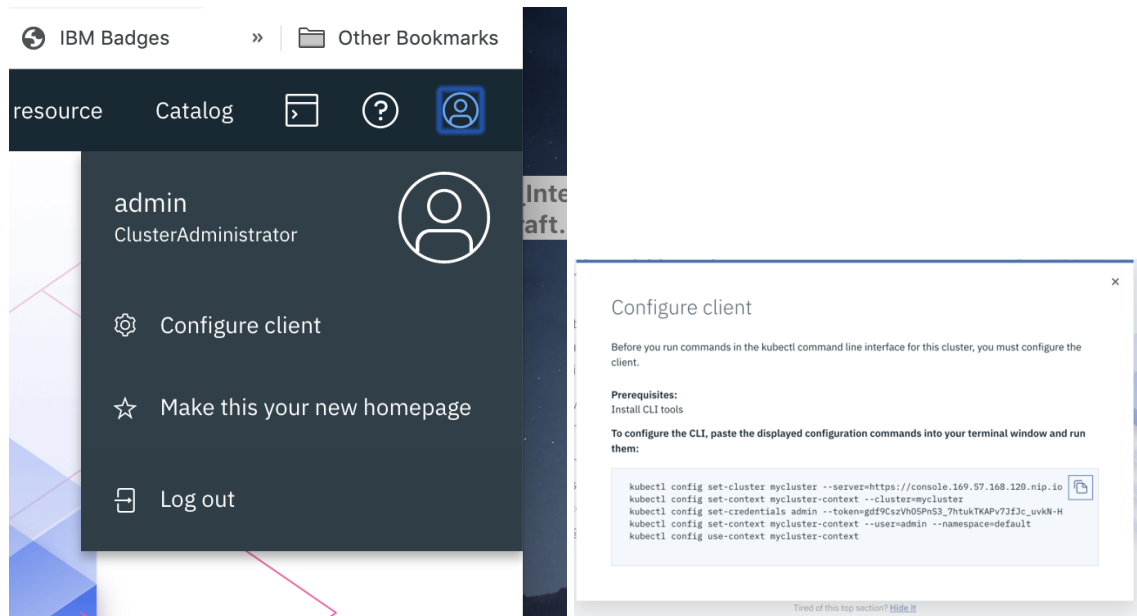 IBM Badges
»
Other Bookmarks
resource
Catalog
admin
ClusterAdministrator
Configure client
Make this your new homepage
Log out
Inte
aft.
×
Configure client
Before you run commands in the kubectl command line interface for this cluster, you must configure the
client.
Prerequisites:
Install CLI tools
To configure the CLI, paste the displayed configuration commands into your terminal window and run
them:
kubectl config set-cluster mycluster --server=https://console.169.57.168.120.nip.io
kubectl config set-context mycluster-context --cluster=mycluster
kubectl config set-credentials admin --token=gdf9CszVhO5PnS3_7htukTKAPv7JfJc_uvkN-H
kubectl config set-context mycluster-context --user=admin --namespace=default
kubectl config use-context mycluster-context
Tired of this top section? Hide it